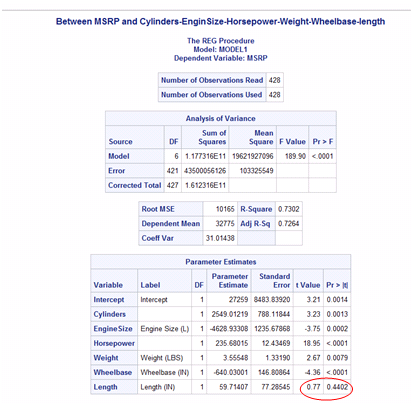 Between MSRP and Cylinders-EnginSize-Horsepower-Weight-Wheelbase-length
The REG Procedure
Model: MODEL1
Dependent Variable: MSRP
Number of Observations Read 428
Number of Observations Used 428
Analysis of Variance
Source DF Sum of Squares Mean Square F Value Pr > F
Model 6 1.177316E11 19621927096 189.90 <.0001
Error 421 43500056126 103325549
Corrected Total 427 1.612316E11
Root MSE 10165 R-Square 0.7302
Dependent Mean 32775 Adj R-Sq 0.7264
Coeff Var 31.01438
Parameter Estimates
Variable Label DF Parameter Estimate Standard Error t Value Pr > |t|
Intercept Intercept 1 27259 8483.83920 3.21 0.0014
Cylinders 1 2549.01219 788.11844 3.23 0.0013
EngineSize Engine Size (L) 1 -4628.93308 1235.67868 -3.75 0.0002
Horsepower 1 235.68015 12.43469 18.95 <.0001
Weight Weight (LBS) 1 3.55548 1.33190 2.67 0.0079
Wheelbase Wheelbase (IN) 1 -640.03001 146.80864 -4.36 <.0001
Length Length (IN) 1 59.71407 77.28545 0.77 0.4402